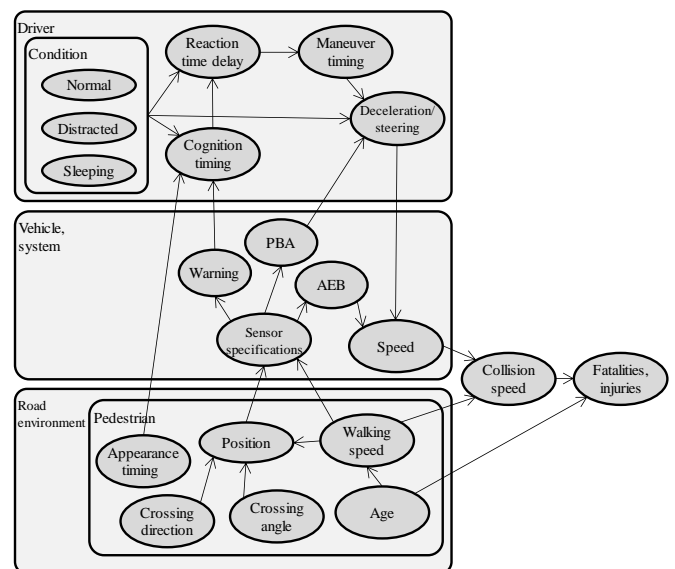 Driver
Condition
Normal
Distracted
Sleeping
Reaction
time delay
Maneuver
timing
Deceleration/
steering
Cognition
timing
Vehicle,
system
PBA
Warning
AEB
Sensor
specifications
Speed
Collision
speed
Fatalities,
injuries
Road
environment
Pedestrian
Appearance
timing
Position
Walking
speed
Crossing
direction
Crossing
angle
Age